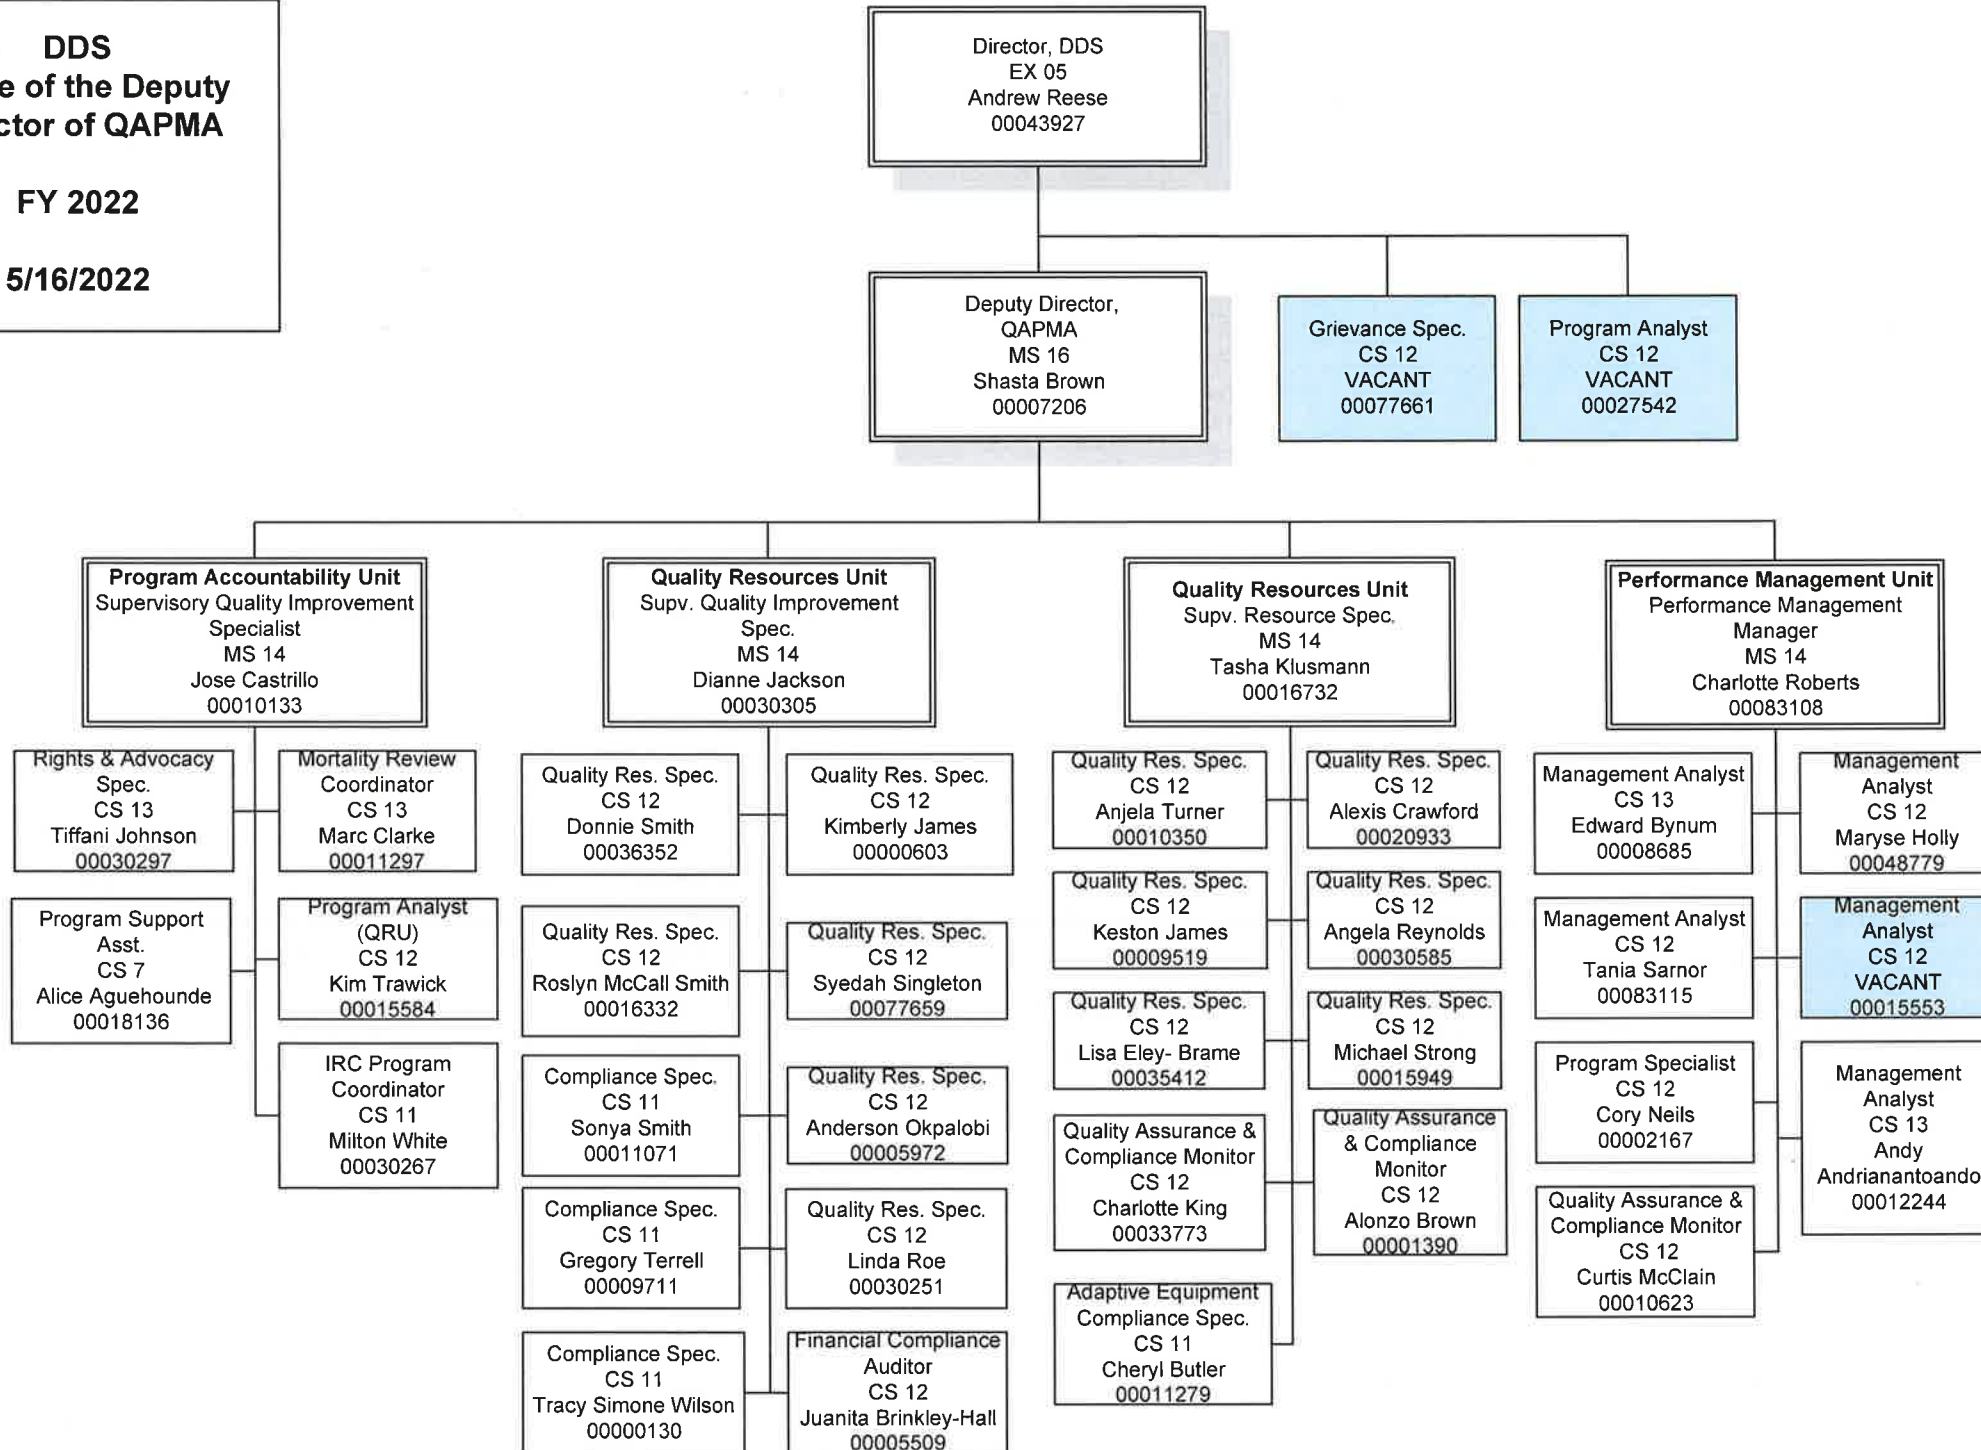 DDS
e of the Deputy
ctor of QAPMA
FY 2022
5/16/2022
Director, DDS
EX 05
Andrew Reese
00043927
Deputy Director,
QAPMA
MS 16
Shasta Brown
00007206
Grievance Spec.
CS 12
VACANT
00077661
Program Analyst
CS 12
VACANT
00027542
Program Accountability Unit
Supervisory Quality Improvement
Specialist
MS 14
Jose Castrillo
00010133
Quality Resources Unit
Supv. Quality Improvement
Spec.
MS 14
Dianne Jackson
00030305
Quality Resources Unit
Supv. Resource Spec.
MS 14
Tasha Klusmann
00016732
Performance Management Unit
Performance Management
Manager
MS 14
Charlotte Roberts
00083108
Rights & Advocacy
Spec.
CS 13
Tiffani Johnson
00030297
Mortality Review
Coordinator
CS 13
Marc Clarke
00011297
Program Support
Asst.
CS 7
Alice Aguehounde
00018136
Program Analyst
(QRU)
CS 12
Kim Trawick
00015584
IRC Program
Coordinator
CS 11
Milton White
00030267
Quality Res. Spec.
CS 12
Donnie Smith
00036352
Quality Res. Spec.
CS 12
Kimberly James
00000603
Quality Res. Spec.
CS 12
Roslyn McCall Smith
00016332
Quality Res. Spec.
CS 12
Syedah Singleton
00077659
Compliance Spec.
CS 11
Sonya Smith
00011071
Quality Res. Spec.
CS 12
Anderson Okpalobi
00005972
Compliance Spec.
CS 11
Gregory Terrell
00009711
Quality Res. Spec.
CS 12
Linda Roe
00030251
Compliance Spec.
CS 11
Tracy Simone Wilson
00000130
Financial Compliance
Auditor
CS 12
Juanita Brinkley-Hall
00005509
Quality Res. Spec.
CS 12
Anjela Turner
00010350
Quality Res. Spec.
CS 12
Alexis Crawford
00020933
Quality Res. Spec.
CS 12
Keston James
00009519
Quality Res. Spec.
CS 12
Angela Reynolds
00030585
Quality Res. Spec.
CS 12
Lisa Eley- Brame
00035412
Quality Res. Spec.
CS 12
Michael Strong
00015949
Quality Assurance &
Compliance Monitor
CS 12
Charlotte King
00033773
Quality Assurance
& Compliance
Monitor
CS 12
Alonzo Brown
00001390
Adaptive Equipment
Compliance Spec.
CS 11
Cheryl Butler
00011279
Management Analyst
CS 13
Edward Bynum
00008685
Management
Analyst
CS 12
Maryse Holly
00048779
Management Analyst
CS 12
Tania Sarnor
00083115
Management
Analyst
CS 12
VACANT
00015553
Program Specialist
CS 12
Cory Neils
00002167
Management
Analyst
CS 13
Andy
Andrianantoando
00012244
Quality Assurance &
Compliance Monitor
CS 12
Curtis McClain
00010623